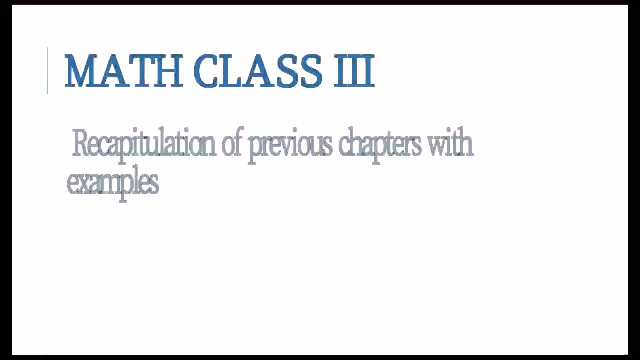 MATH CLASS III
Recapitulation of previous chapters with
examples